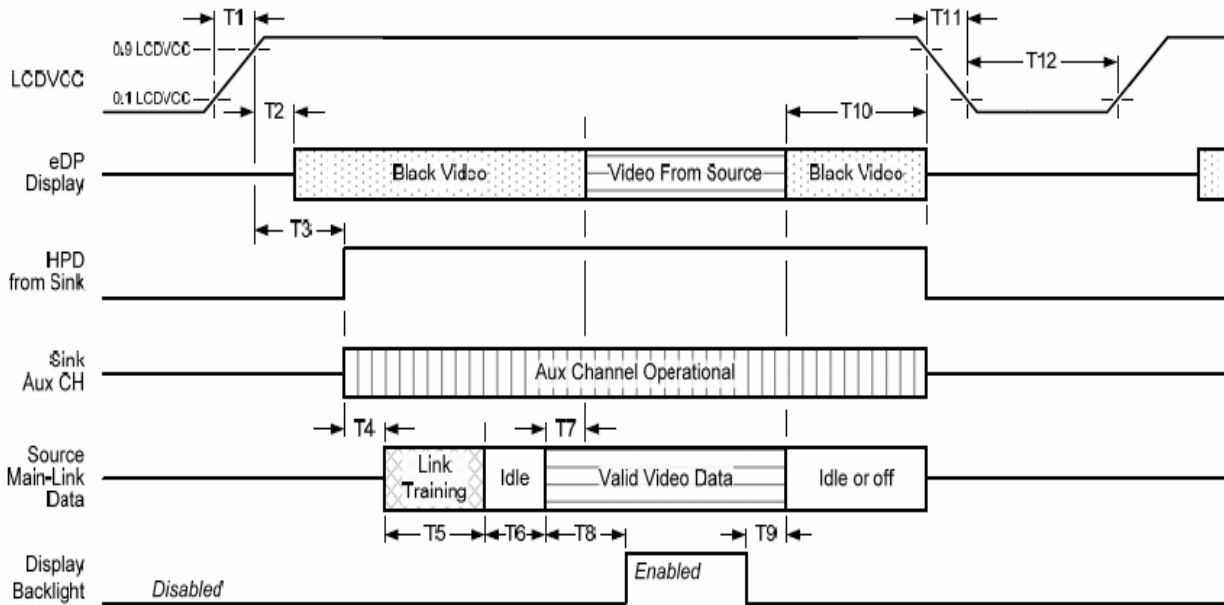 T1
T11
0.9 LCDVCC
LCDVCC
T12
0.1 LCDVCC
T2
T10
eDP
Display
Black Video
Video From Source
Black Video
T3
HPD
from Sink
Sink
Aux CH
Aux Channel Operational
T4
T7
Source
Main-Link
Data
Link
Training
Idle
Valid Video Data
Idle or off
T5
T6
T8
T9
Display
Backlight
Disabled
Enabled